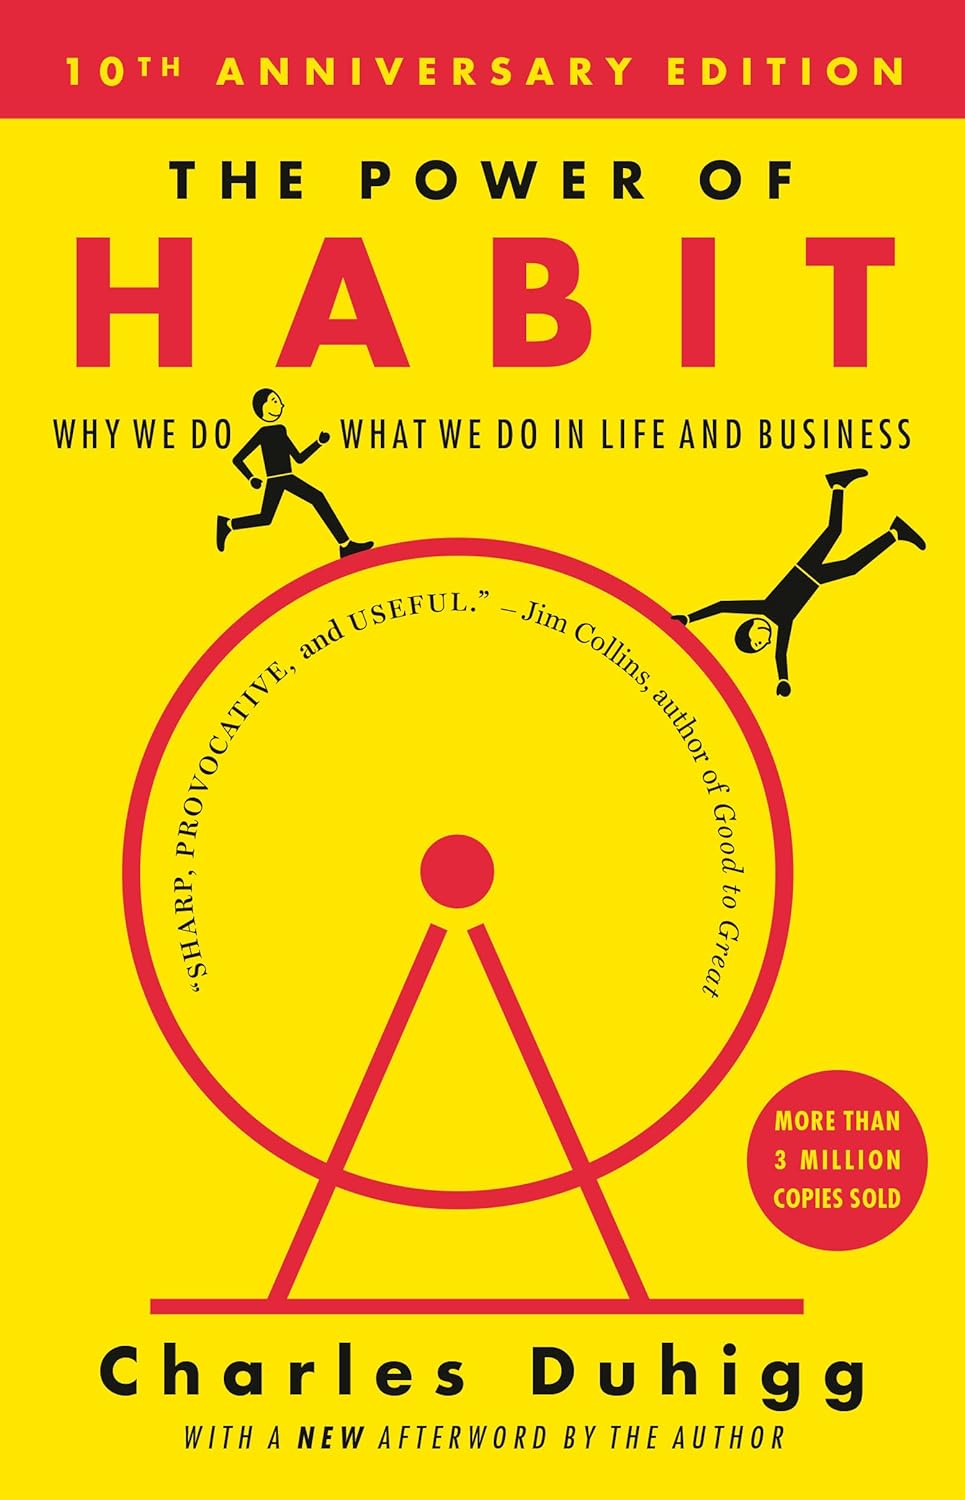 10TH ANNIVERSARY EDITION
THE POWER OF
HABIT
WHY WE DO WHAT WE DO IN LIFE AND BUSINESS
“SHARP, PROVOCATIVE, and USEFUL.” – Jim Collins, author of Good to Great
MORE THAN
3 MILLION
COPIES SOLD
Charles Duhigg
WITH A NEW AFTERWORD BY THE AUTHOR